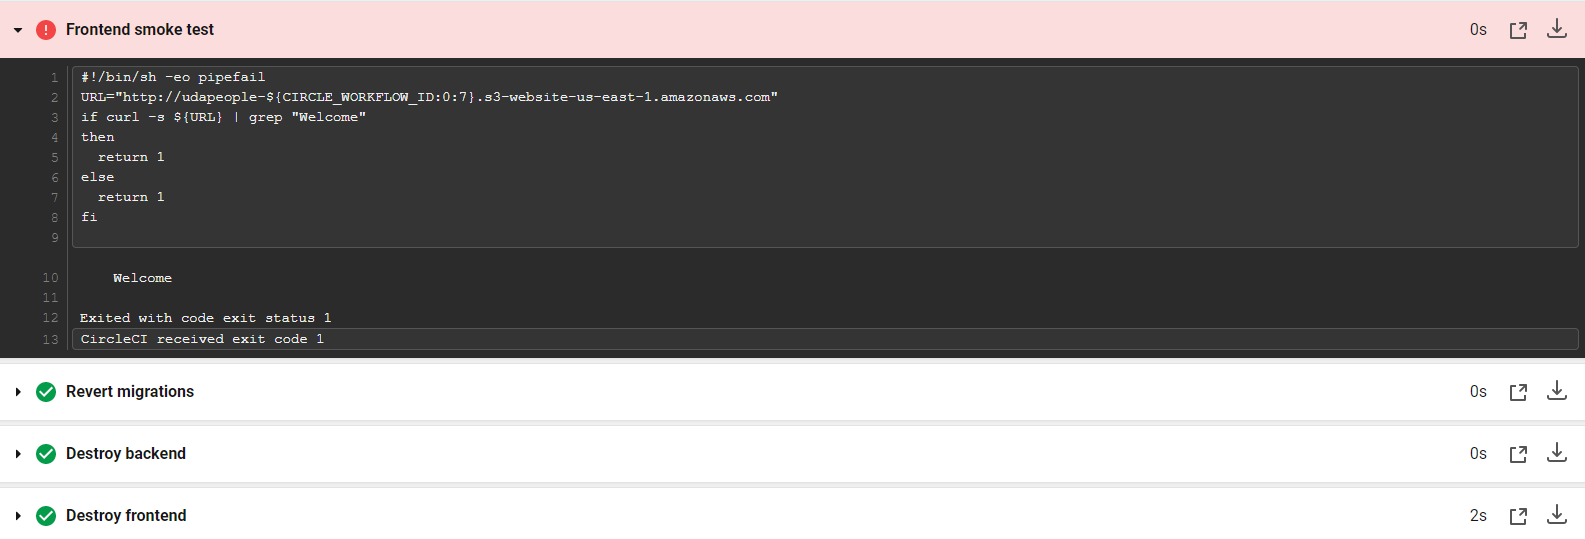 Frontend smoke test 0s
1 #!/bin/sh -eo pipefail
2 URL="http://udapeople-${CIRCLE_WORKFLOW_ID:0:7}.s3-website-us-east-1.amazonaws.com"
3 if curl -s ${URL} | grep "Welcome"
4 then
5   return 1
6 else
7   return 1
8 fi
9
10     Welcome
11
12 Exited with code exit status 1
13 CircleCI received exit code 1
Revert migrations 0s
Destroy backend 0s
Destroy frontend 2s